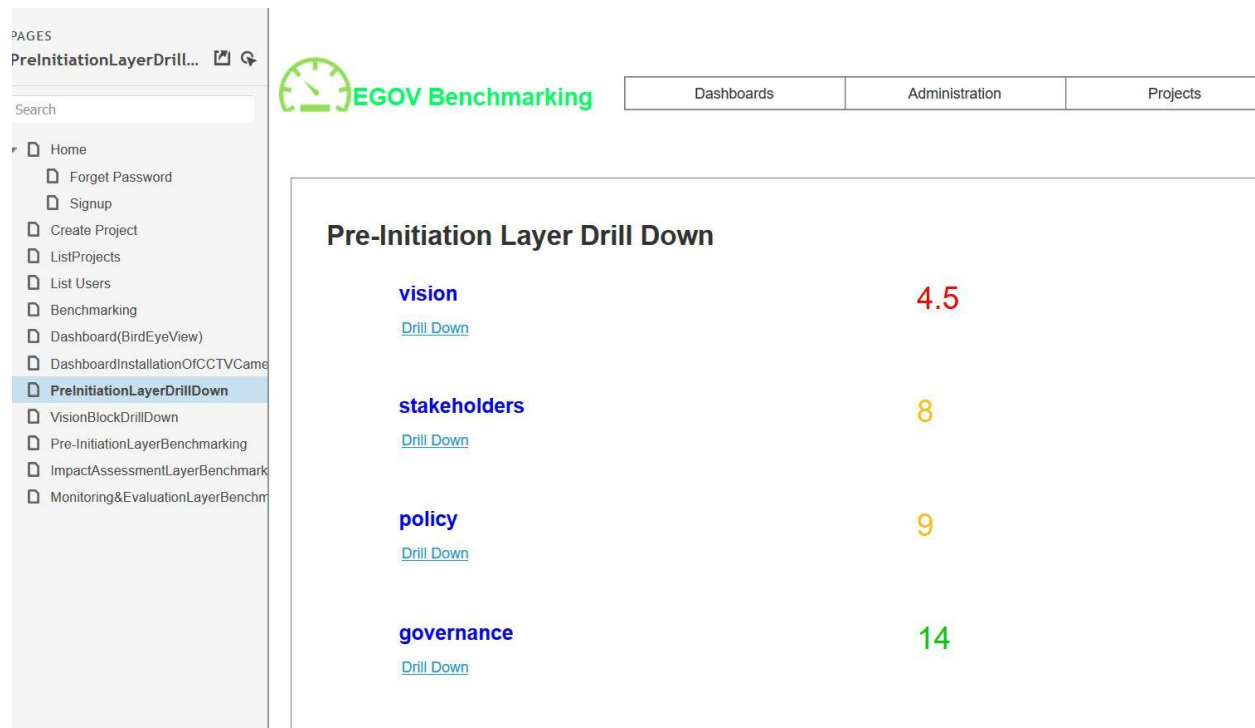 PAGES
PreInitiationLayerDrill...
Search
Home
Forget Password
Signup
Create Project
ListProjects
List Users
Benchmarking
Dashboard(BirdEyeView)
DashboardInstallationOfCCTVCame
PreInitiationLayerDrillDown
VisionBlockDrillDown
Pre-InitiationLayerBenchmarking
ImpactAssessmentLayerBenchmark
Monitoring&EvaluationLayerBenchm
EGOV Benchmarking
Dashboards Administration Projects
Pre-Initiation Layer Drill Down
vision 4.5
Drill Down
stakeholders 8
Drill Down
policy 9
Drill Down
governance 14
Drill Down